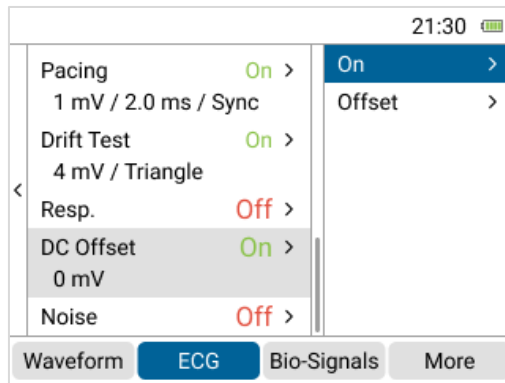 21:30
Pacing On >
1 mV / 2.0 ms / Sync
Drift Test On >
4 mV / Triangle
Resp. Off >
DC Offset On >
0 mV
Noise Off >
<
On >
Offset >
Waveform ECG Bio-Signals More